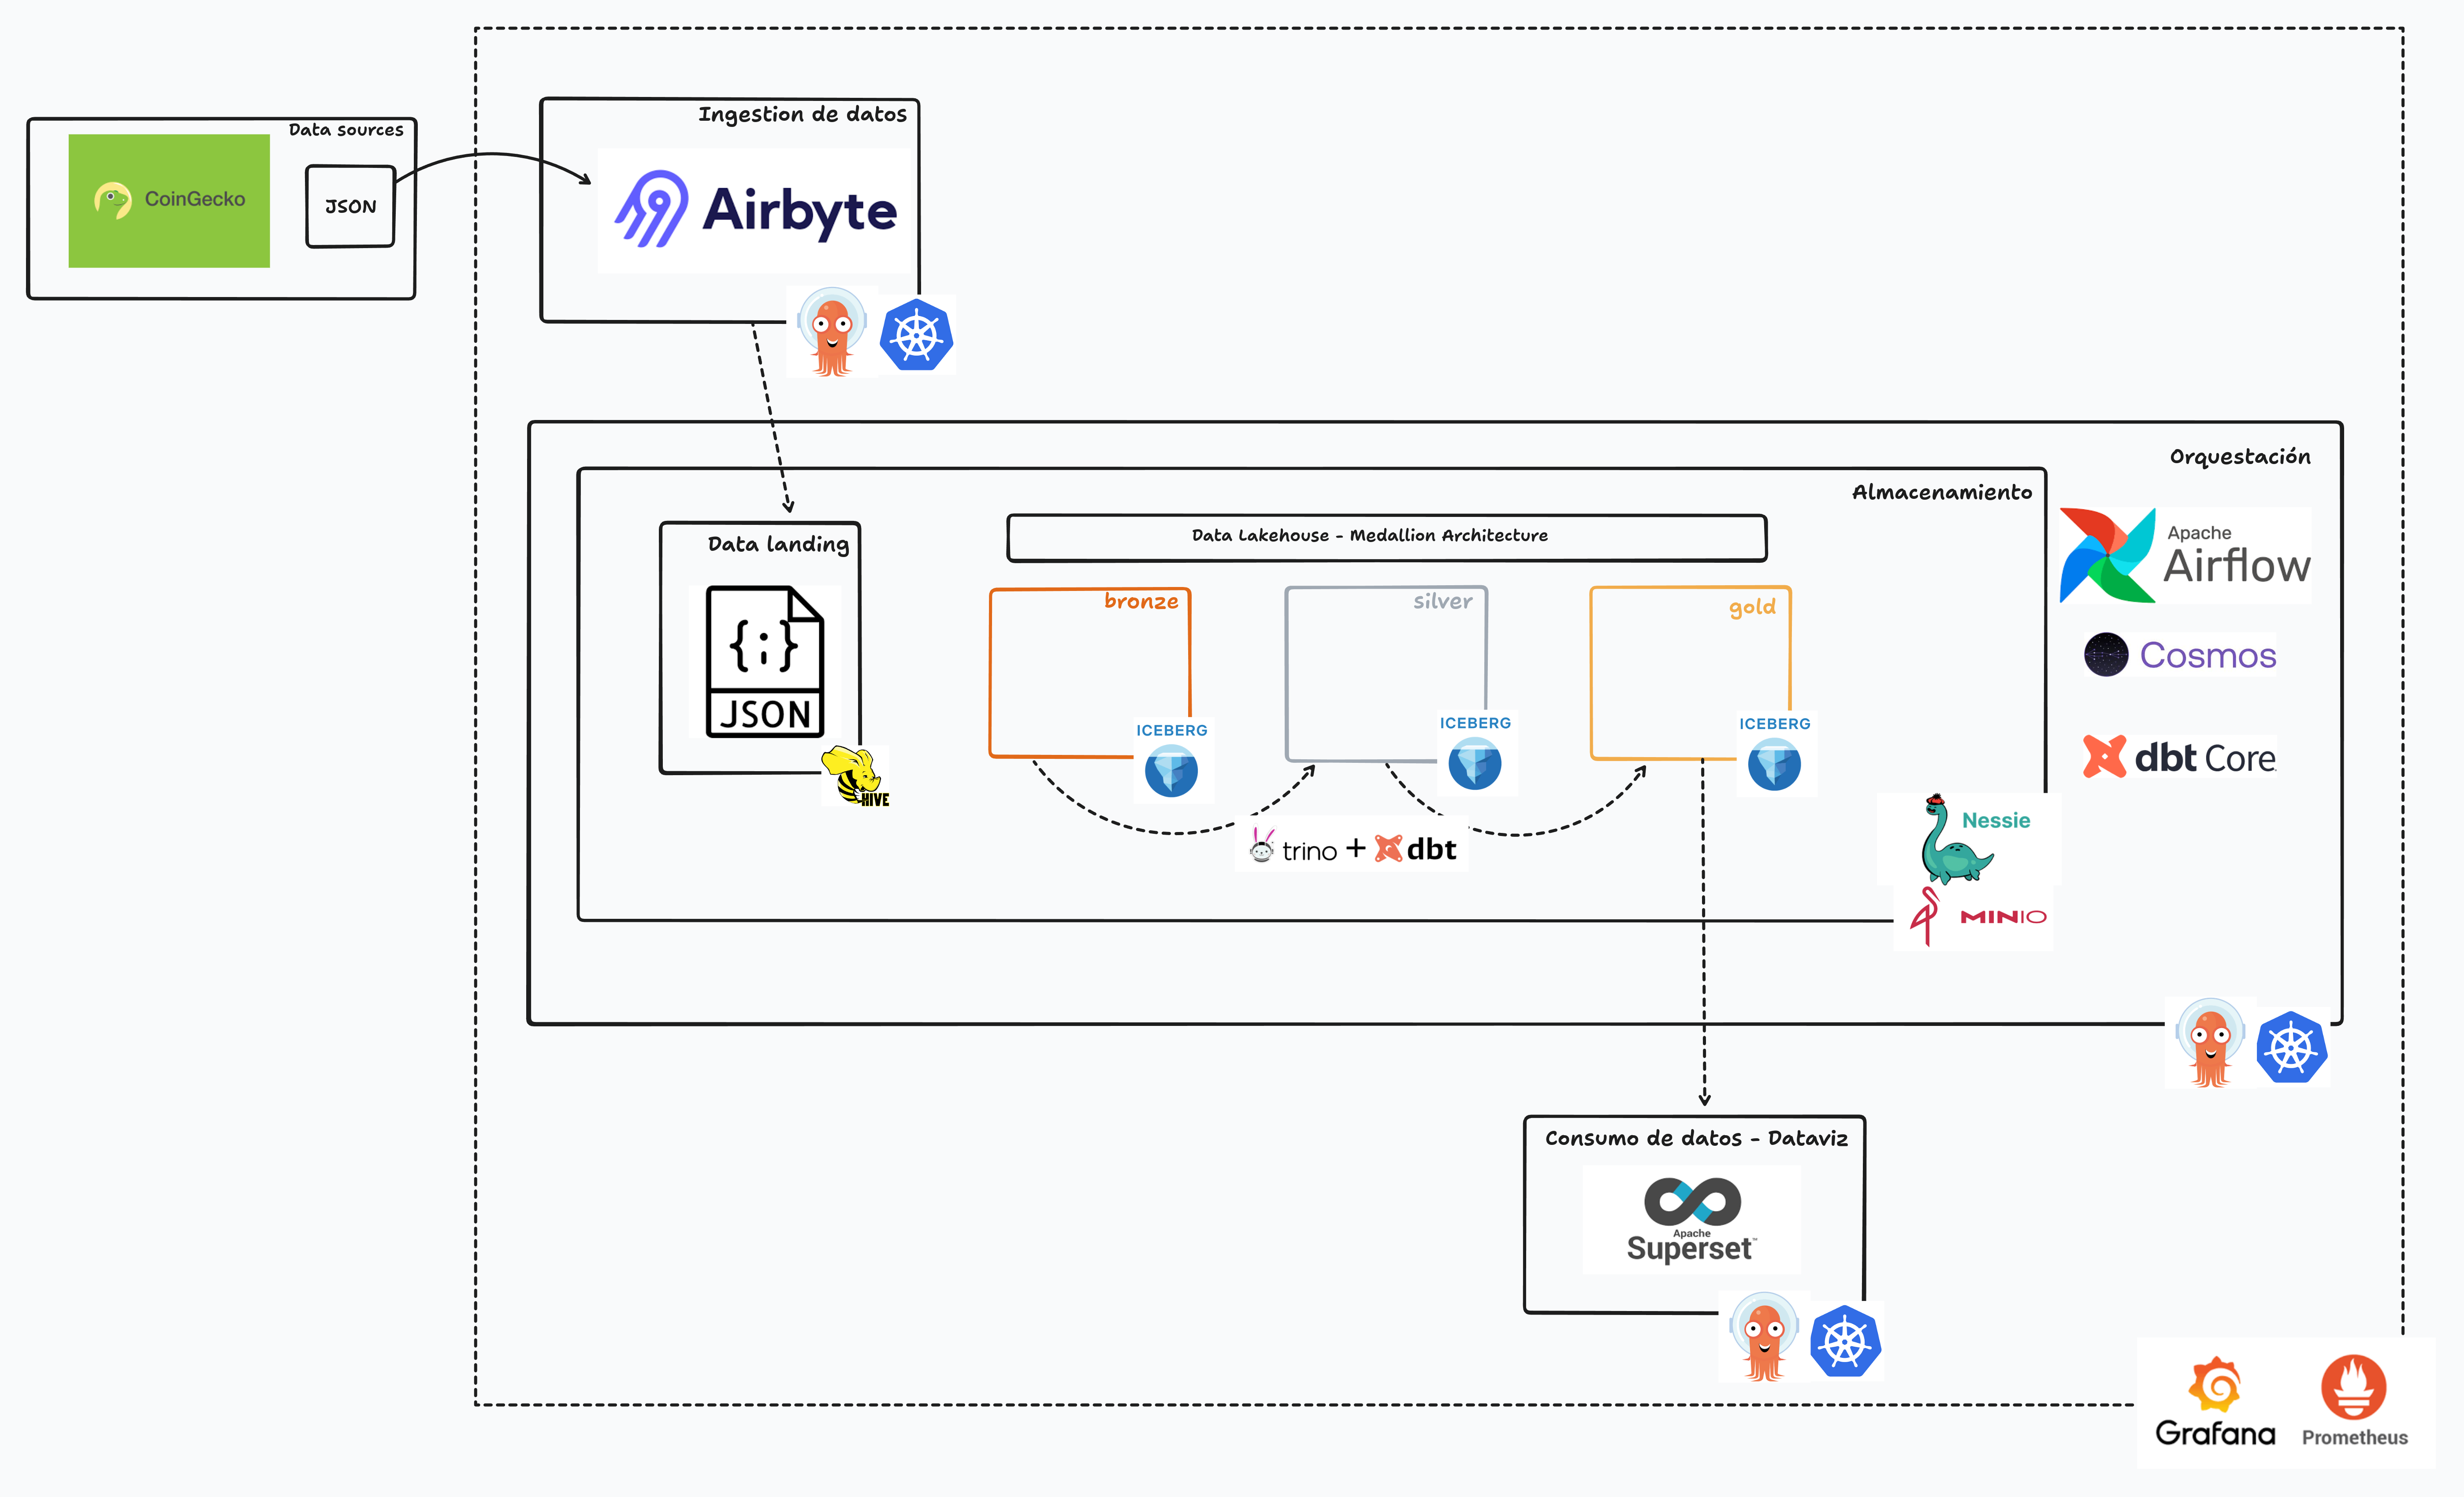 Data sources
CoinGecko
JSON
Ingestion de datos
Airbyte
Orquestación
Almacenamiento
Data landing
{;}
JSON
HIVE
Data Lakehouse - Medallion Architecture
bronze
ICEBERG
silver
ICEBERG
gold
ICEBERG
trino + dbt
Apache
Airflow
Cosmos
dbt Core
Nessie
MINIO
Consumo de datos - Dataviz
Apache
Superset™
Grafana
Prometheus